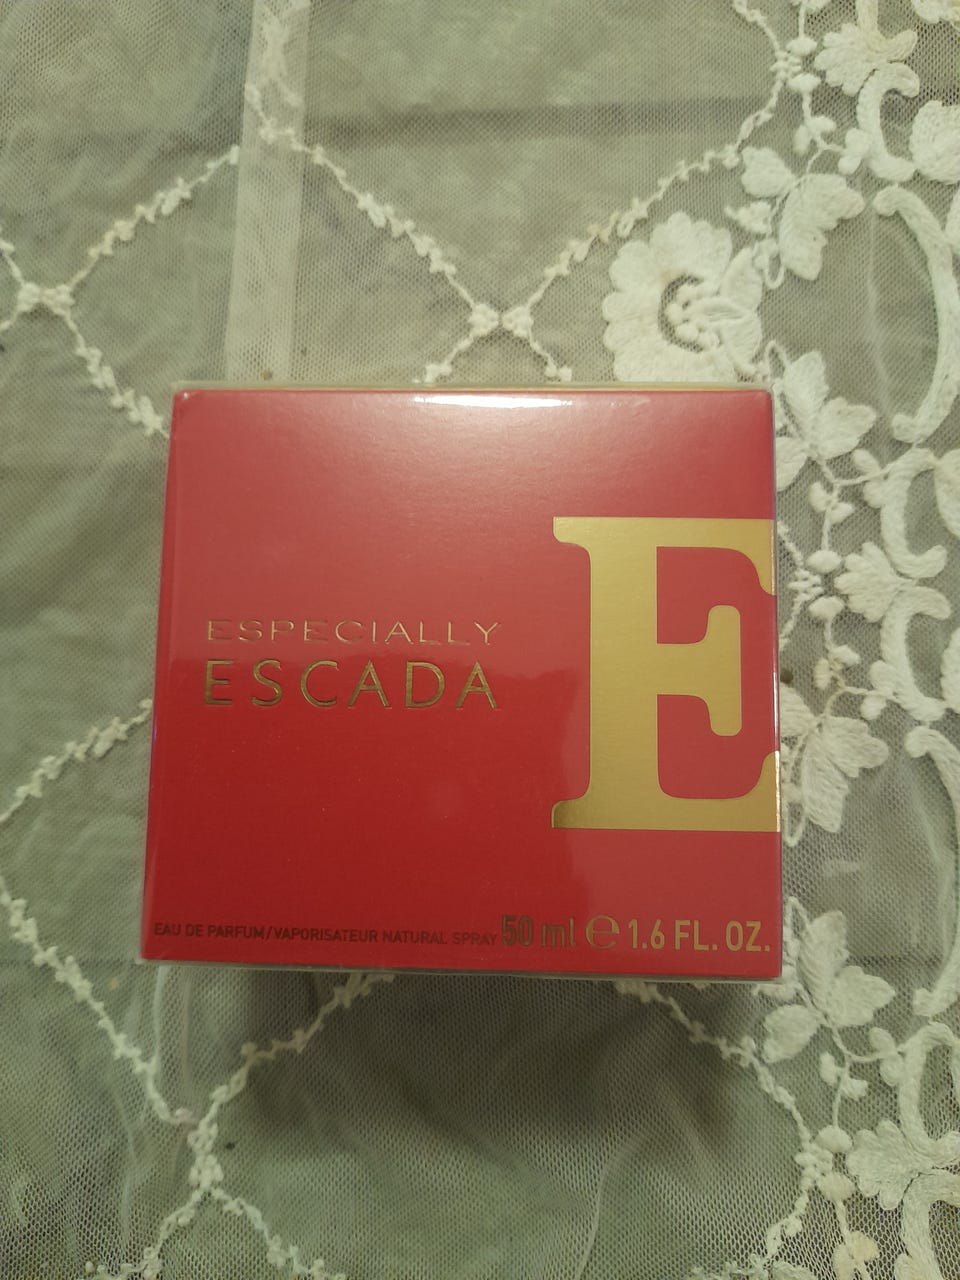 ESPECIALLY
ESCADA
E
EAU DE PARFUM/VAPORISATEUR NATURAL SPRAY 50 ml ℮ 1.6 FL. OZ.